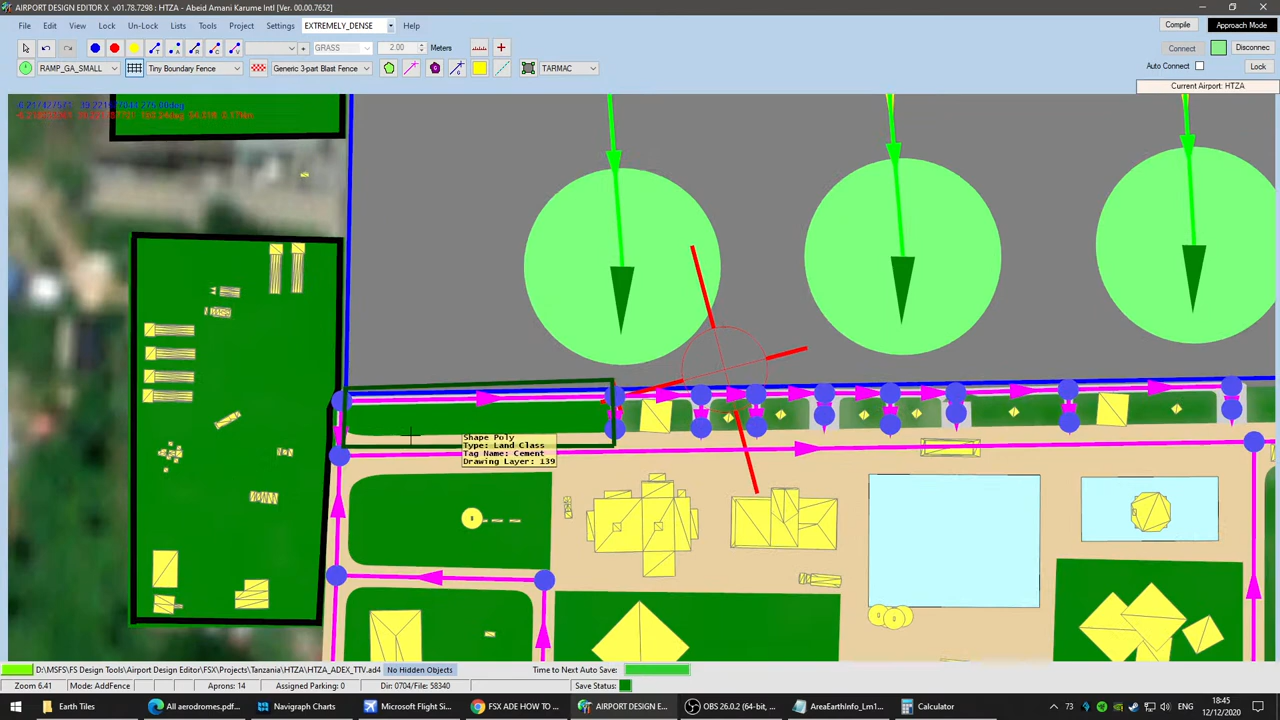 AIRPORT DESIGN EDITOR X  v01.78.7298 : HTZA - Abeid Amani Karume Intl [Ver. 00.00.7652]
File Edit View Lock Lists Tools Project Settings EXTREMELY_DENSE Help
Compile Approach Mode
GRASS 2.00 Meters
Connect Disconnec
RAMP_GA_SMALL Tiny Boundary Fence Generic 3-part Blast Fence TARMAC
Auto Connect Lock
Current Airport: HTZA
Shape Poly
Type: Land Class
Tag Name: Cement
Drawing Layer: 139
D:\MSFS\FS Design Tools\Airport Design Editor\FSX\Projects\Tanzania\HTZA\HTZA_ADEX_TTV.ad4 No Hidden Objects Time to Next Auto Save:
Zoom 6.41 Mode: AddFence Aprons: 14 Assigned Parking: 0 Dir: 0704/File: 58340 Save Status:
Earth Tiles All aerodromes.pdf... Navigraph Charts Microsoft Flight Si... FSX ADE HOW TO ... AIRPORT DESIGN E... OBS 26.0.2 (64-bit, ... AreaEarthInfo_Lm1... Calculator 73 18:45
12/12/2020